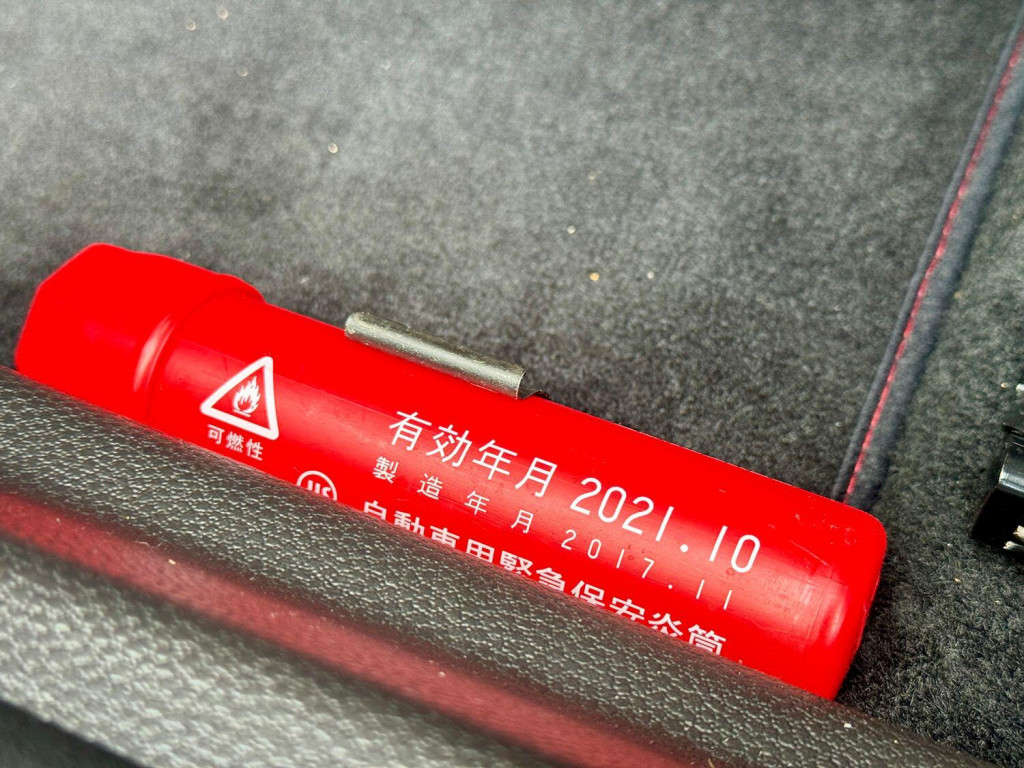 可燃性
有効年月 2021.10
製造年月 2017.11
自動車用緊急保安炎筒